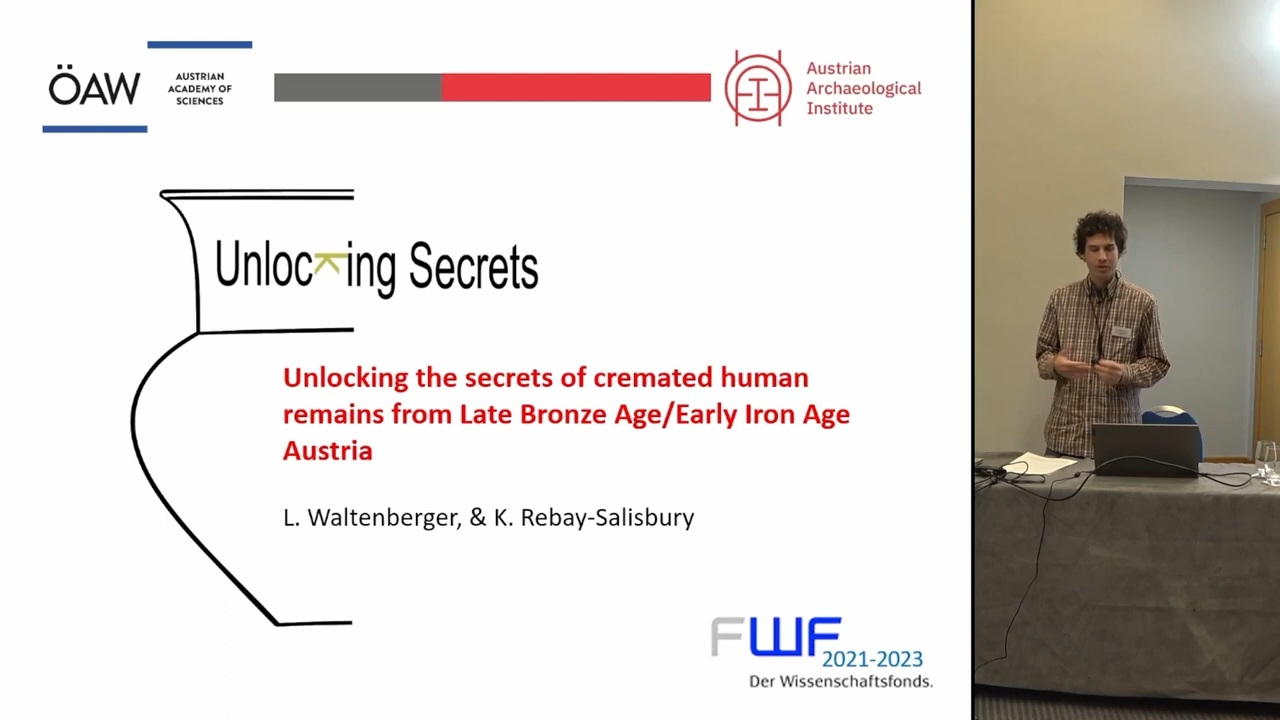 ÖAW
AUSTRIAN
ACADEMY OF
SCIENCES
Austrian
Archaeological
Institute
Unlocking Secrets
Unlocking the secrets of cremated human
remains from Late Bronze Age/Early Iron Age
Austria
L. Waltenberger, & K. Rebay-Salisbury
FWF
2021-2023
Der Wissenschaftsfonds.